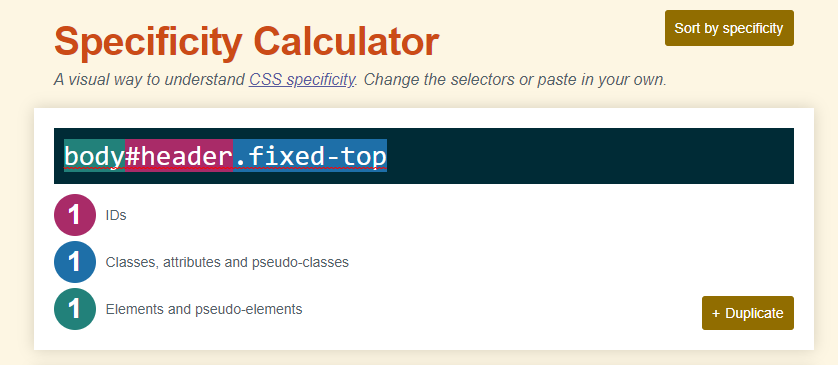 Specificity Calculator
Sort by specificity
A visual way to understand CSS specificity. Change the selectors or paste in your own.
body#header.fixed-top
1 IDs
1 Classes, attributes and pseudo-classes
1 Elements and pseudo-elements
+ Duplicate